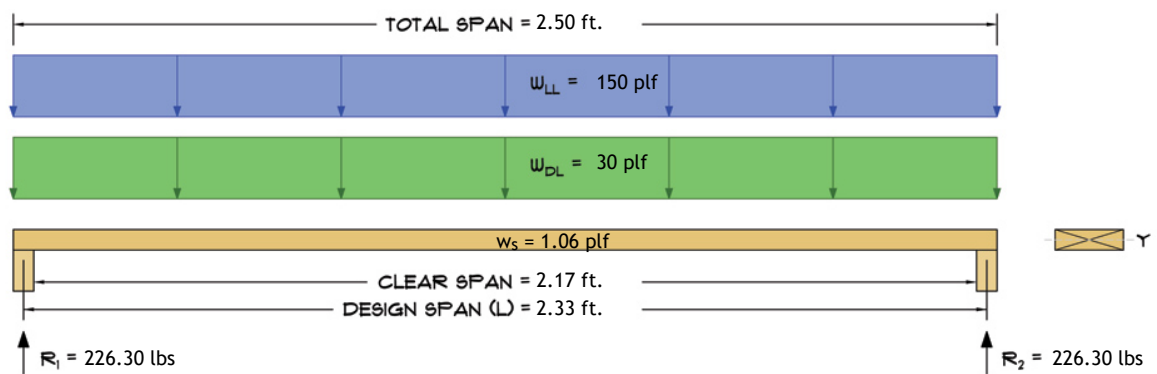 TOTAL SPAN = 2.50 ft.
WLL = 150 plf
WDL = 30 plf
ws = 1.06 plf
Y
CLEAR SPAN = 2.17 ft.
DESIGN SPAN (L) = 2.33 ft.
R1 = 226.30 lbs
R2 = 226.30 lbs